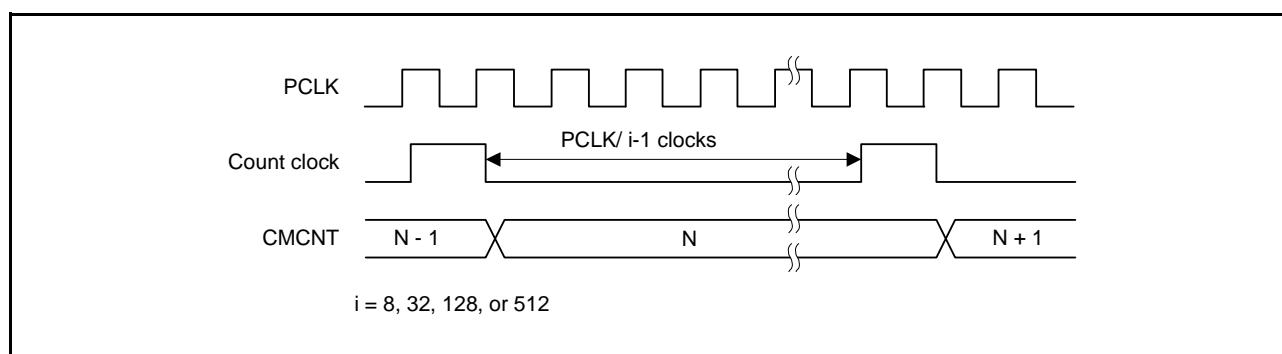 PCLK
PCLK/ i-1 clocks
Count clock
CMCNT
N - 1
N
N + 1
i = 8, 32, 128, or 512